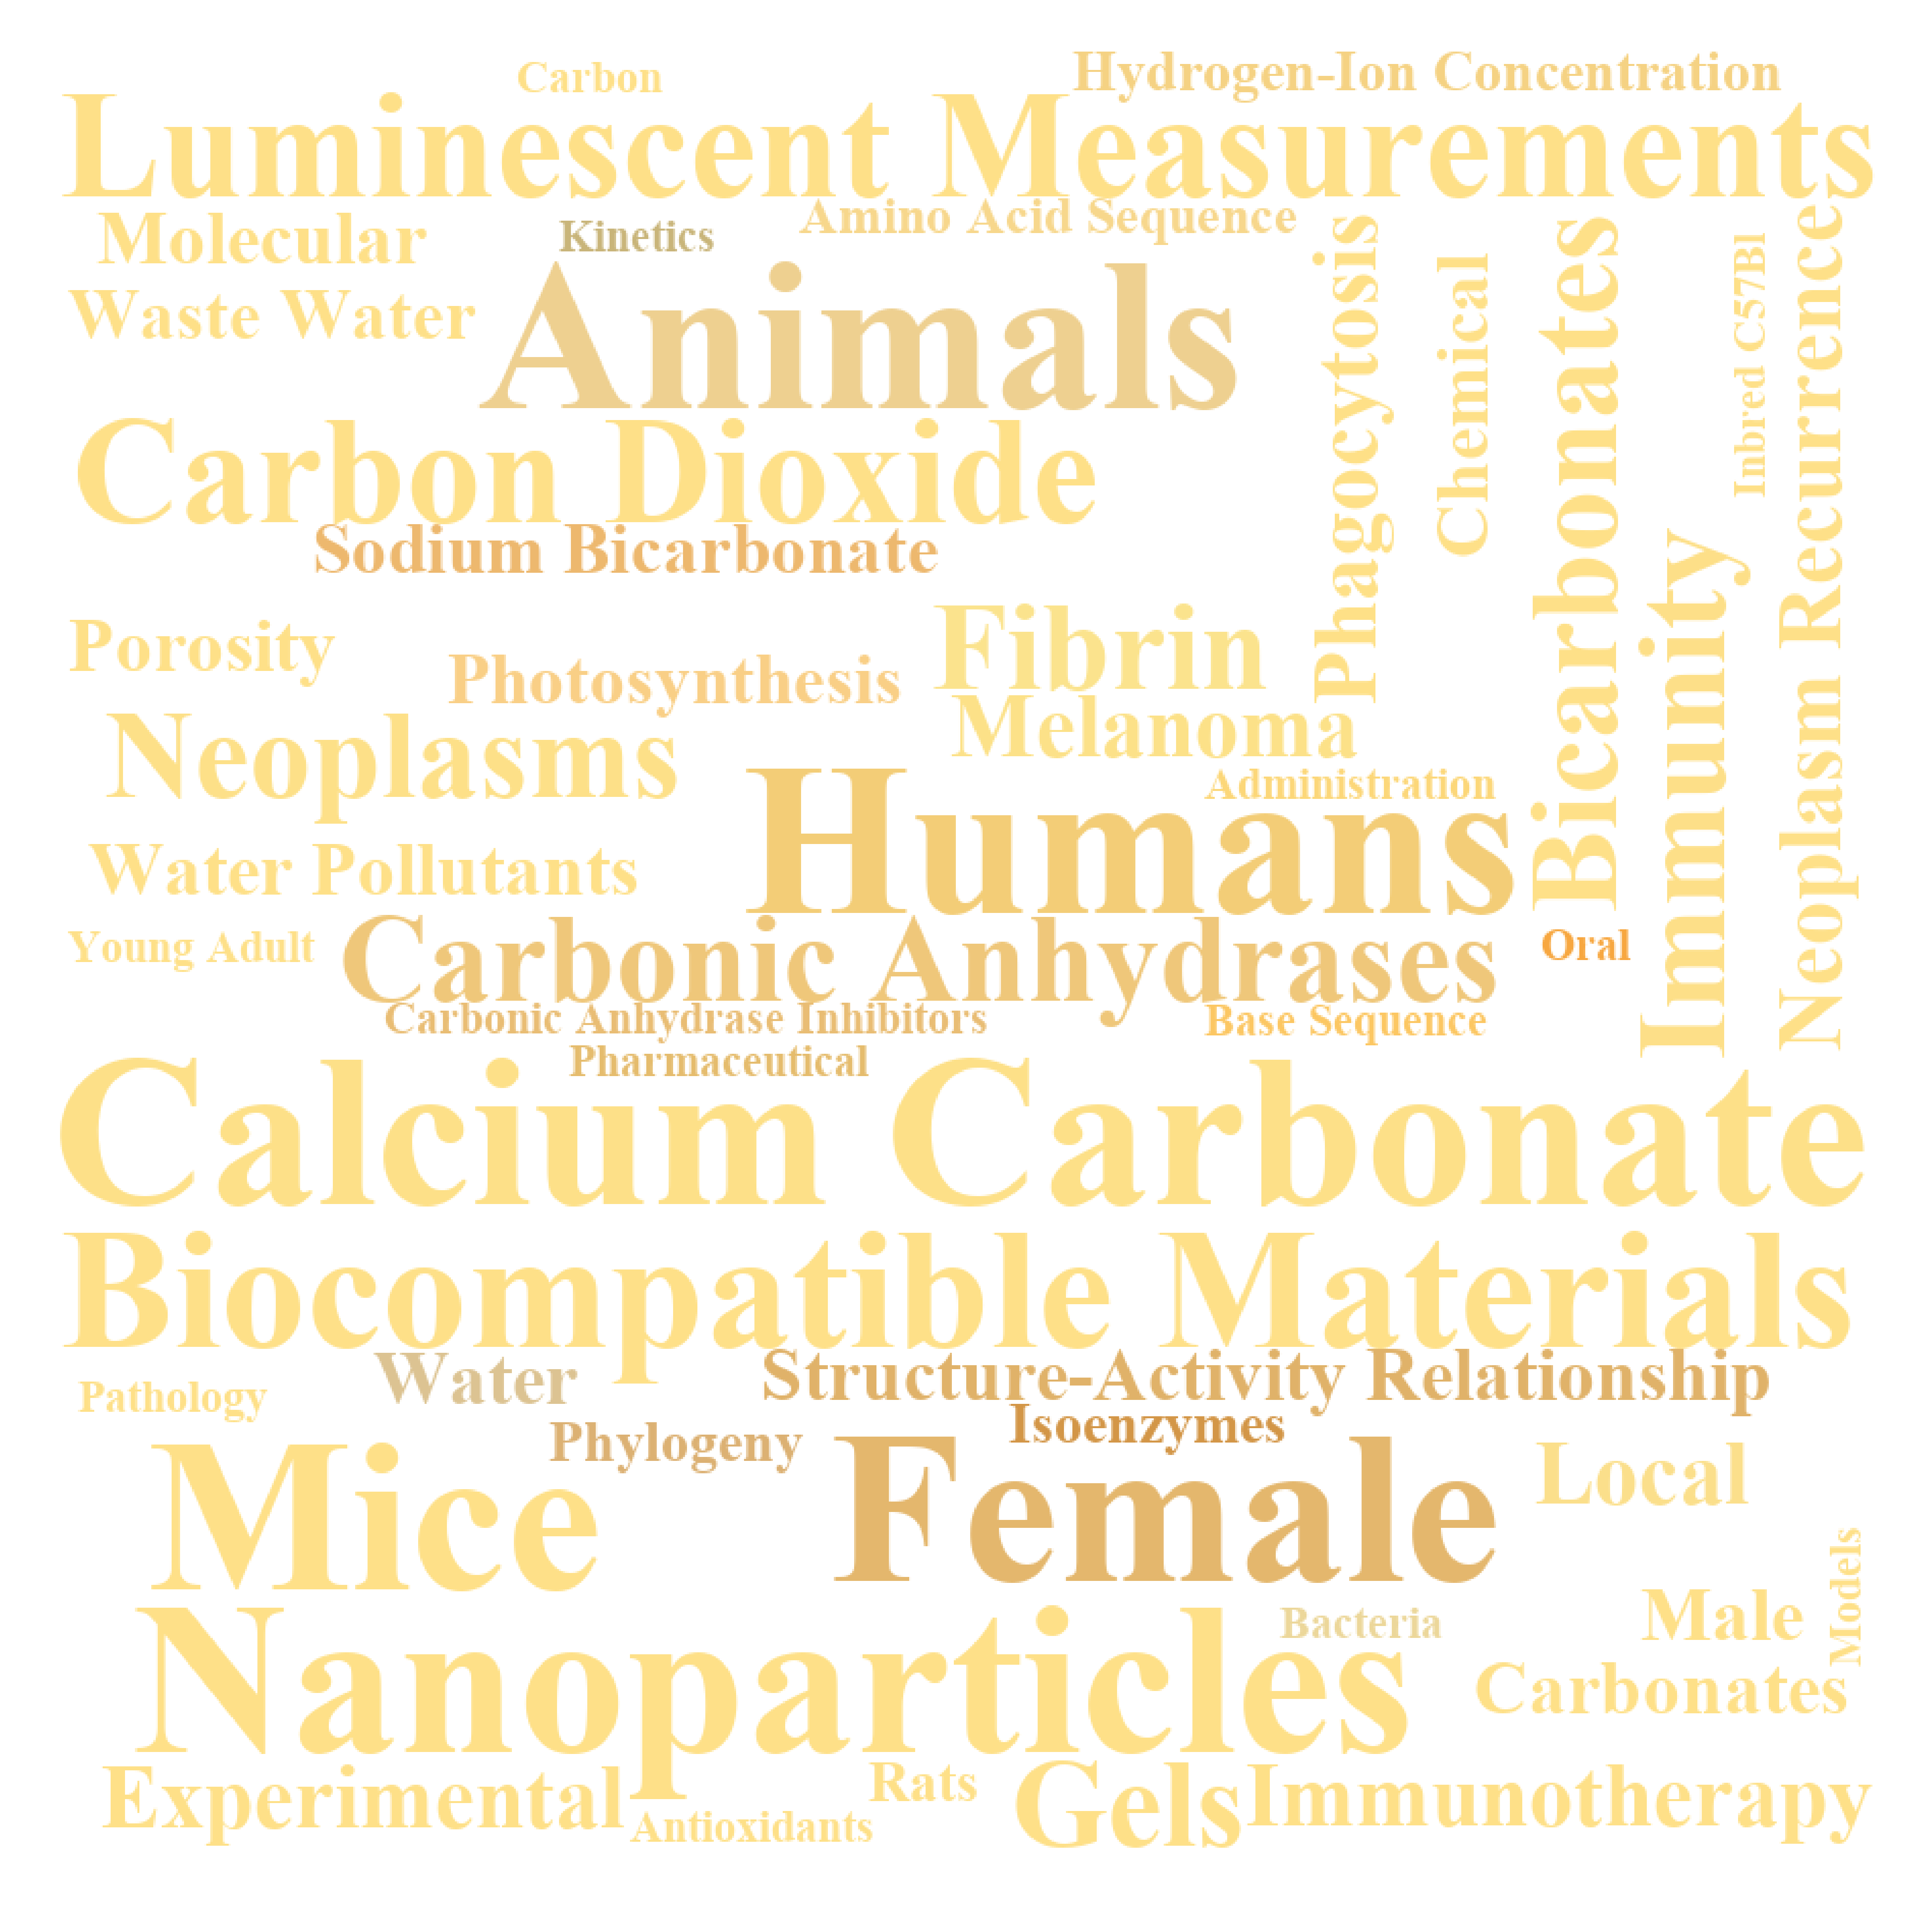 Carbon
Hydrogen-Ion Concentration
Luminescent Measurements
Molecular
Kinetics
Amino Acid Sequence
Waste Water
Animals
Phagocytosis
Chemical
Bicarbonates
Inbred C57Bl
Neoplasm Recurrence
Carbon Dioxide
Sodium Bicarbonate
Immunity
Porosity
Photosynthesis
Fibrin
Melanoma
Neoplasms
Administration
Humans
Water Pollutants
Young Adult
Carbonic Anhydrases
Oral
Carbonic Anhydrase Inhibitors
Base Sequence
Pharmaceutical
Calcium Carbonate
Biocompatible Materials
Pathology
Water
Structure-Activity Relationship
Phylogeny
Isoenzymes
Mice
Female
Local
Models
Nanoparticles
Bacteria
Male
Carbonates
Experimental
Antioxidants
Rats
Gels
Immunotherapy